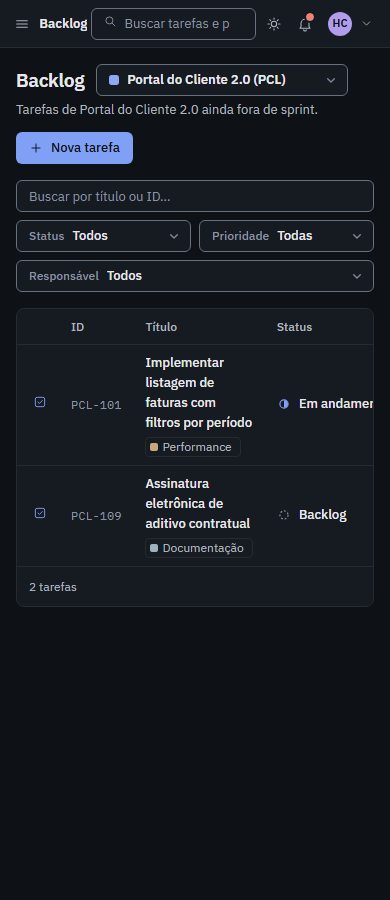 Backlog
Buscar tarefas e p
HC
Backlog
Portal do Cliente 2.0 (PCL)
Tarefas de Portal do Cliente 2.0 ainda fora de sprint.
Nova tarefa
Buscar por título ou ID...
Status Todos
Prioridade Todas
Responsável Todos
ID Título Status
PCL-101
Implementar
listagem de
faturas com
filtros por período
Performance
Em andamen
PCL-109
Assinatura
eletrônica de
aditivo contratual
Documentação
Backlog
2 tarefas